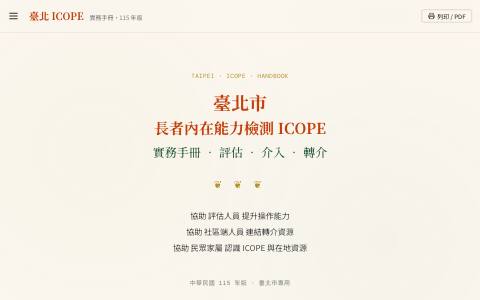 臺北 ICOPE 實務手冊・115 年版
列印 / PDF
TAIPEI · ICOPE · HANDBOOK
臺北市
長者內在能力檢測 ICOPE
實務手冊 · 評估 · 介入 · 轉介
協助 評估人員 提升操作能力
協助 社區端人員 連結轉介資源
協助 民眾家屬 認識 ICOPE 與在地資源
中華民國 115 年版 · 臺北市專用